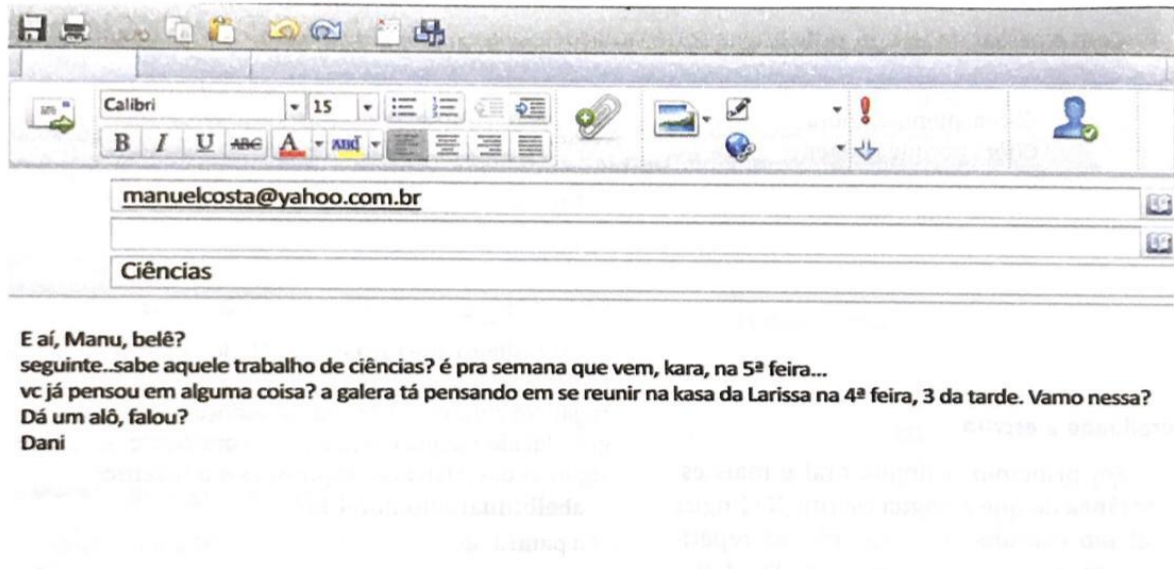 Calibri
15
B I U ABC A ab
manuelcosta@yahoo.com.br
Ciências
E aí, Manu, belê?
seguinte..sabe aquele trabalho de ciências? é pra semana que vem, kara, na 5ª feira...
vc já pensou em alguma coisa? a galera tá pensando em se reunir na kasa da Larissa na 4ª feira, 3 da tarde. Vamo nessa?
Dá um alô, falou?
Dani